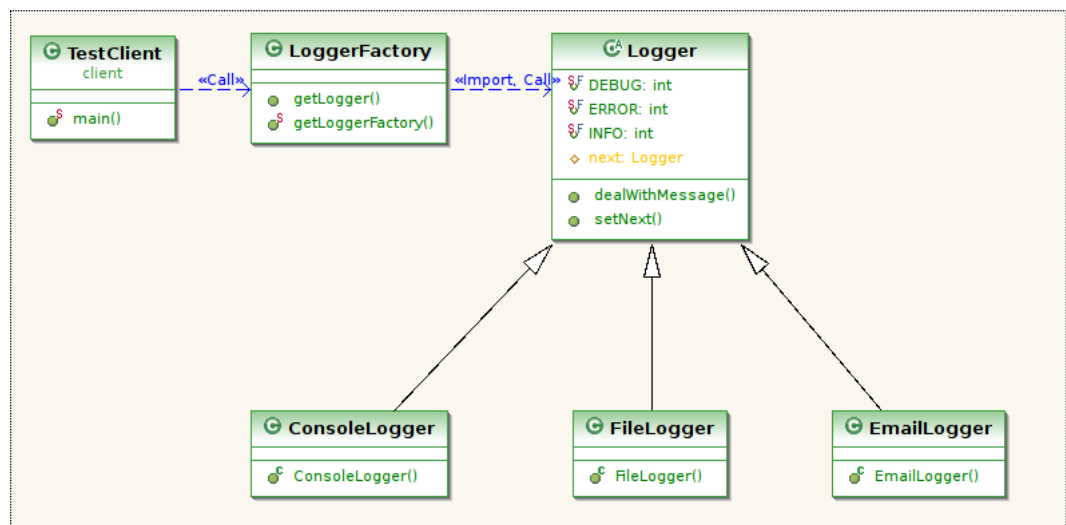 TestClient
client
main()
«Call»
LoggerFactory
getLogger()
getLoggerFactory()
«Import, Call»
Logger
DEBUG: int
ERROR: int
INFO: int
next: Logger
dealWithMessage()
setNext()
ConsoleLogger
ConsoleLogger()
FileLogger
FileLogger()
EmailLogger
EmailLogger()